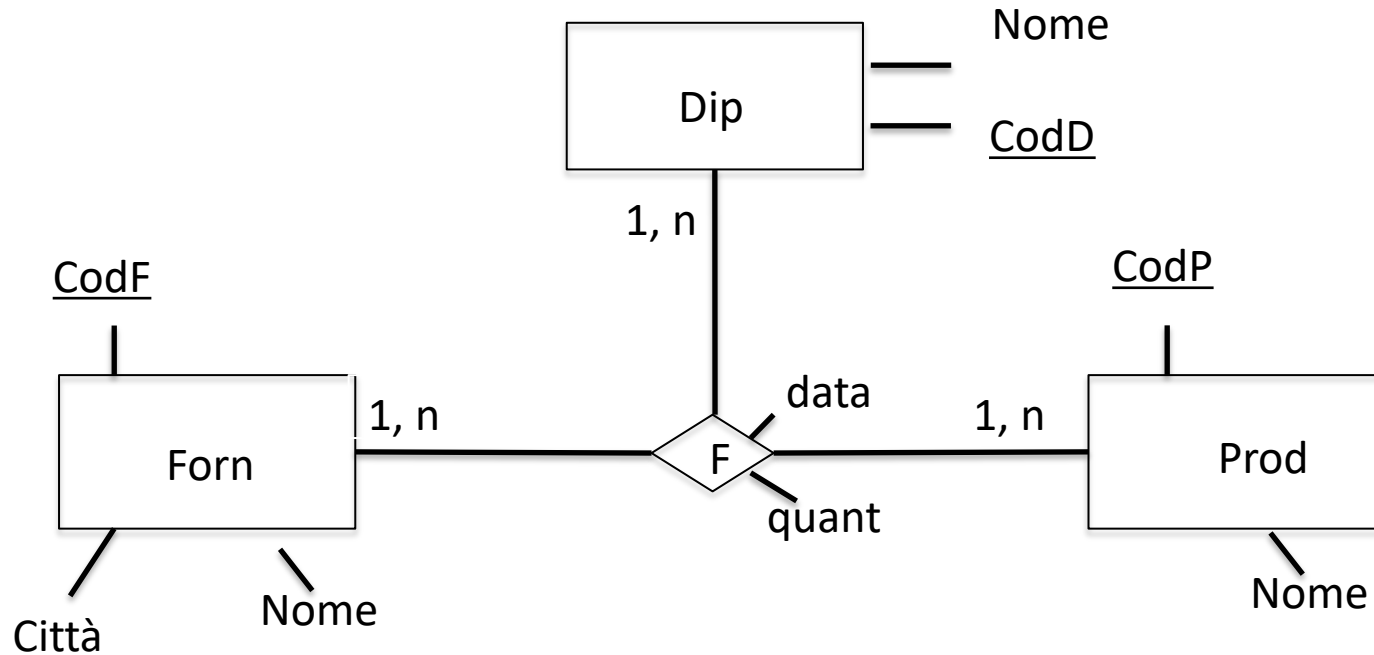 Nome
Dip
CodD
1, n
CodF
CodP
data
1, n
1, n
Forn
F
Prod
quant
Nome
Nome
Città